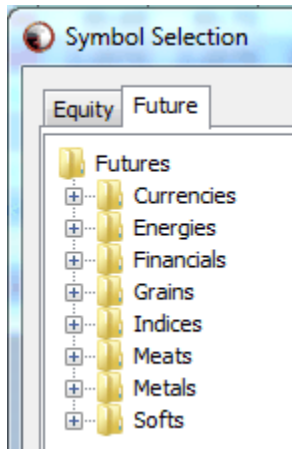 Symbol Selection
Equity Future
Futures
Currencies
Energies
Financials
Grains
Indices
Meats
Metals
Softs